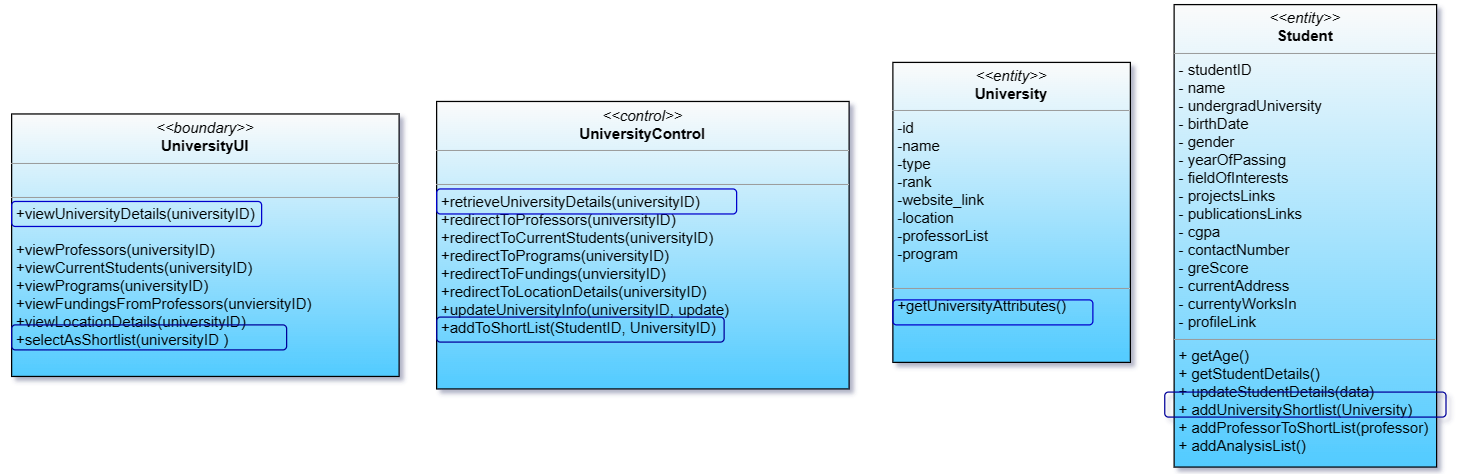 <<boundary>>
UniversityUI
+viewUniversityDetails(universityID)
+viewProfessors(universityID)
+viewCurrentStudents(universityID)
+viewPrograms(universityID)
+viewFundingsFromProfessors(unviersityID)
+viewLocationDetails(universityID)
+selectAsShortlist(universityID )
<<control>>
UniversityControl
+retrieveUniversityDetails(universityID)
+redirectToProfessors(universityID)
+redirectToCurrentStudents(universityID)
+redirectToPrograms(universityID)
+redirectToFundings(unviersityID)
+redirectToLocationDetails(universityID)
+updateUniversityInfo(universityID, update)
+addToShortList(StudentID, UniversityID)
<<entity>>
University
-id
-name
-type
-rank
-website_link
-location
-professorList
-program
+getUniversityAttributes()
<<entity>>
Student
- studentID
- name
- undergradUniversity
- birthDate
- gender
- yearOfPassing
- fieldOfInterests
- projectsLinks
- publicationsLinks
- cgpa
- contactNumber
- greScore
- currentAddress
- currentyWorksIn
- profileLink
+ getAge()
+ getStudentDetails()
+ updateStudentDetails(data)
+ addUniversityShortlist(University)
+ addProfessorToShortList(professor)
+ addAnalysisList()